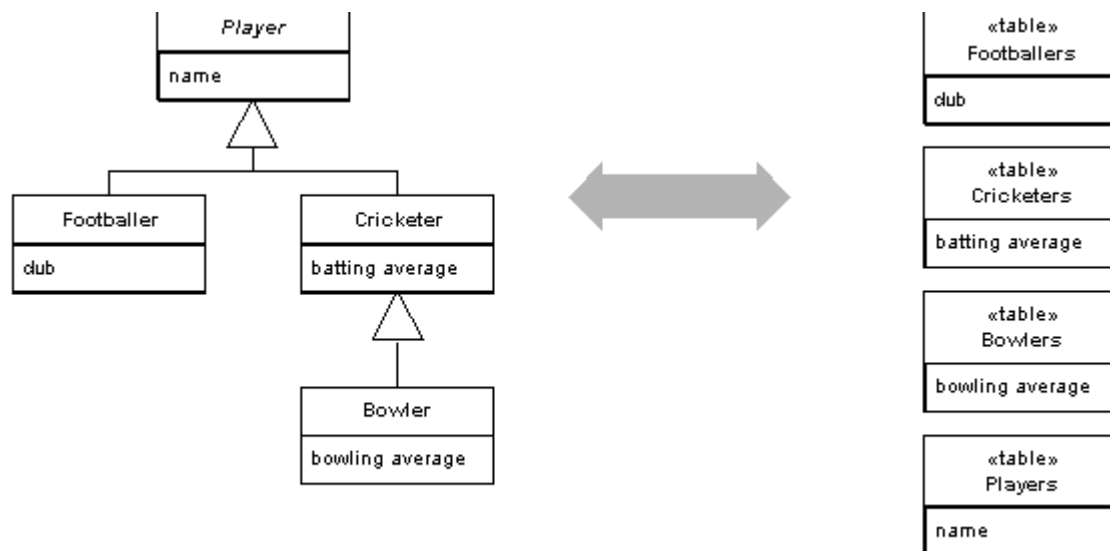 Player
name
Footballer
club
Cricketer
batting average
Bowler
bowling average
«table»
Footballers
club
«table»
Cricketers
batting average
«table»
Bowlers
bowling average
«table»
Players
name